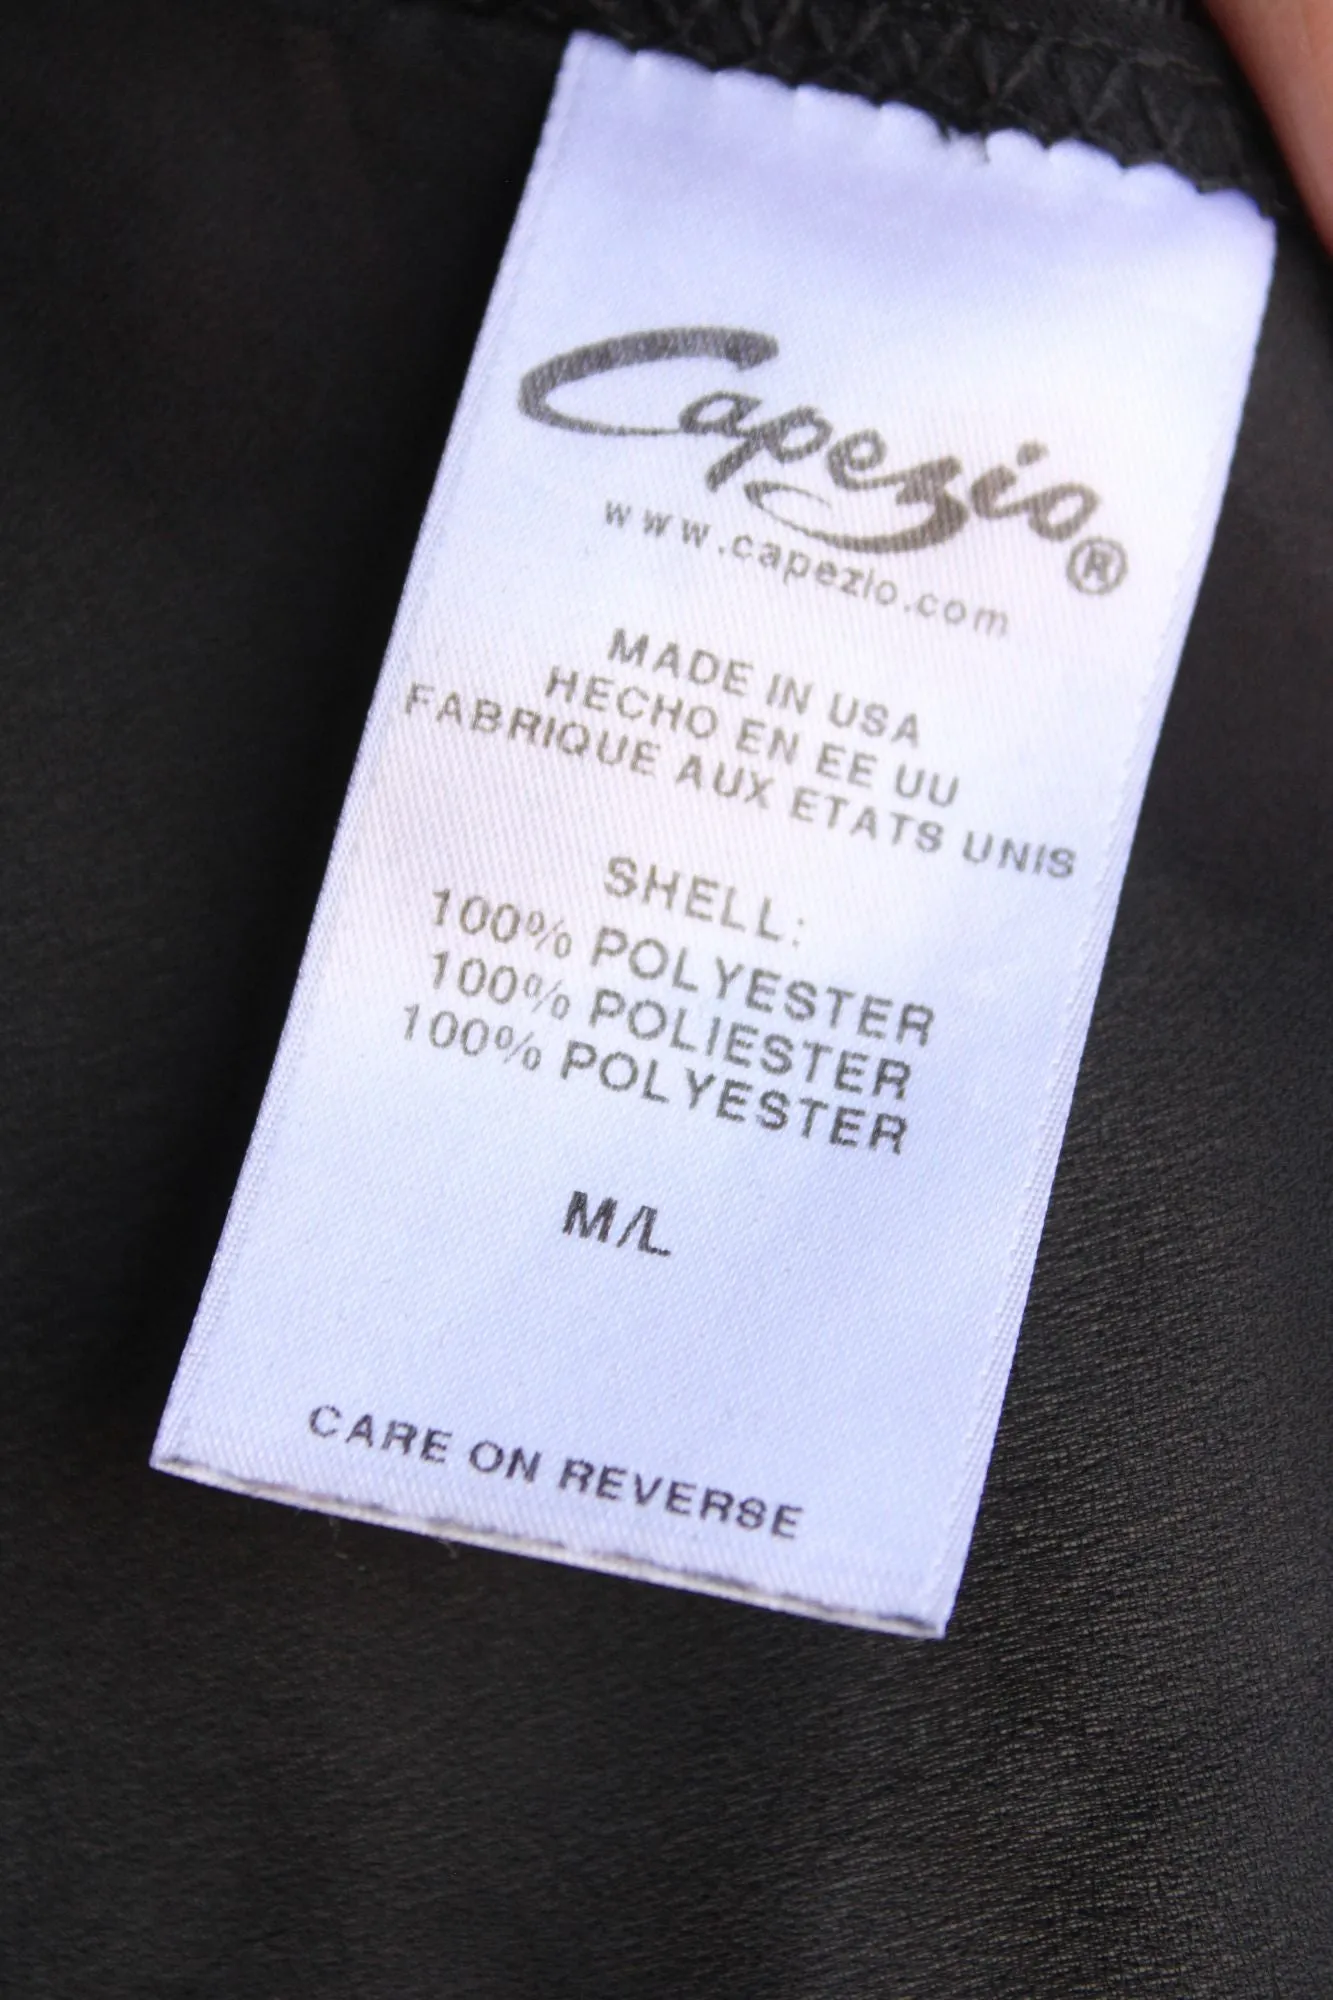 Capezio®
www.capezio.com
MADE IN USA
HECHO EN EE UU
FABRIQUE AUX ETATS UNIS
SHELL:
100% POLYESTER
100% POLIESTER
100% POLYESTER
M/L
CARE ON REVERSE